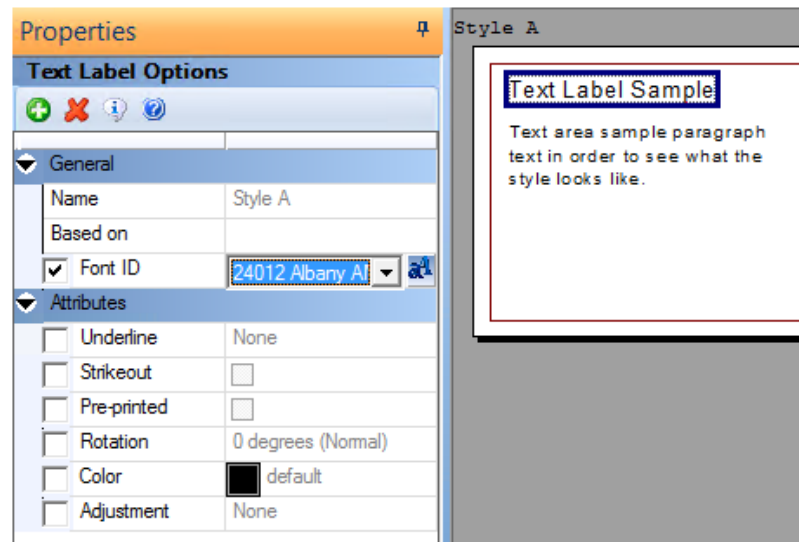 Properties
Text Label Options
General
Name Style A
Based on
Font ID 24012 Albany Al
Attributes
Underline None
Strikeout
Pre-printed
Rotation 0 degrees (Normal)
Color default
Adjustment None
Style A
Text Label Sample
Text area sample paragraph
text in order to see what the
style looks like.